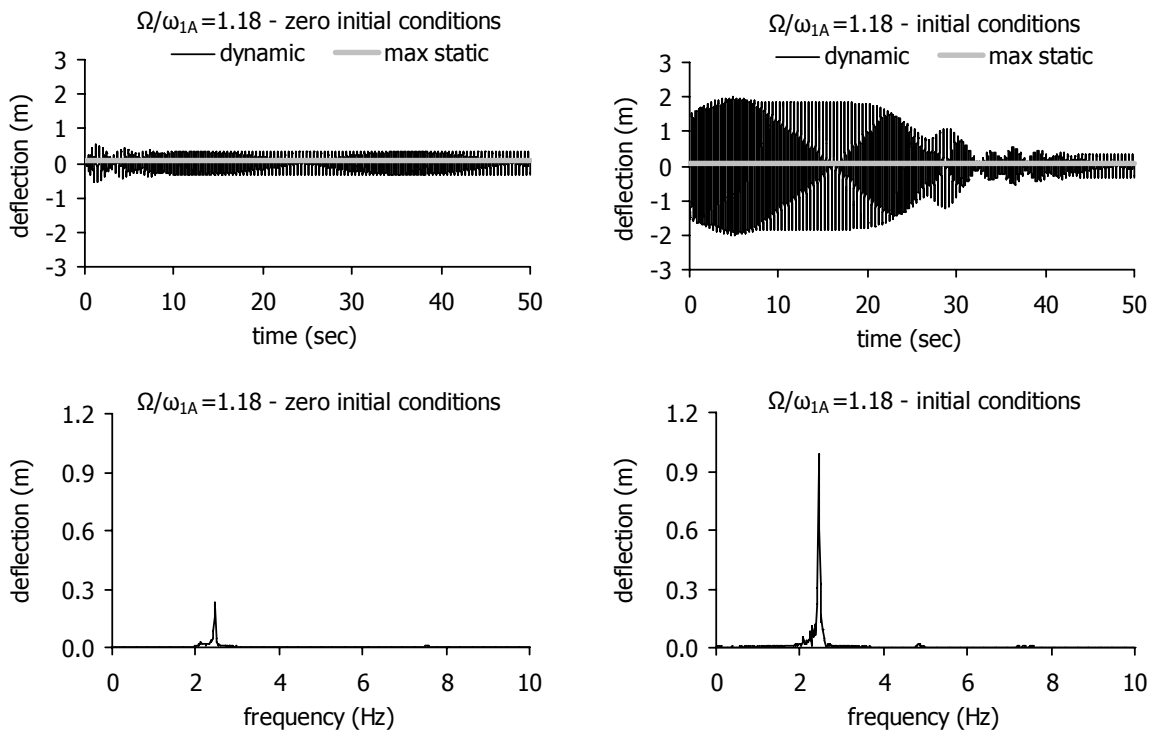 Ω/ω1A=1.18 - zero initial conditions
dynamic max static
3
2
1
0
-1
-2
-3
deflection (m)
0 10 20 30 40 50
time (sec)
Ω/ω1A=1.18 - initial conditions
dynamic max static
3
2
1
0
-1
-2
-3
deflection (m)
0 10 20 30 40 50
time (sec)
Ω/ω1A=1.18 - zero initial conditions
1.2
0.9
0.6
0.3
0.0
deflection (m)
0 2 4 6 8 10
frequency (Hz)
Ω/ω1A=1.18 - initial conditions
1.2
0.9
0.6
0.3
0.0
deflection (m)
0 2 4 6 8 10
frequency (Hz)